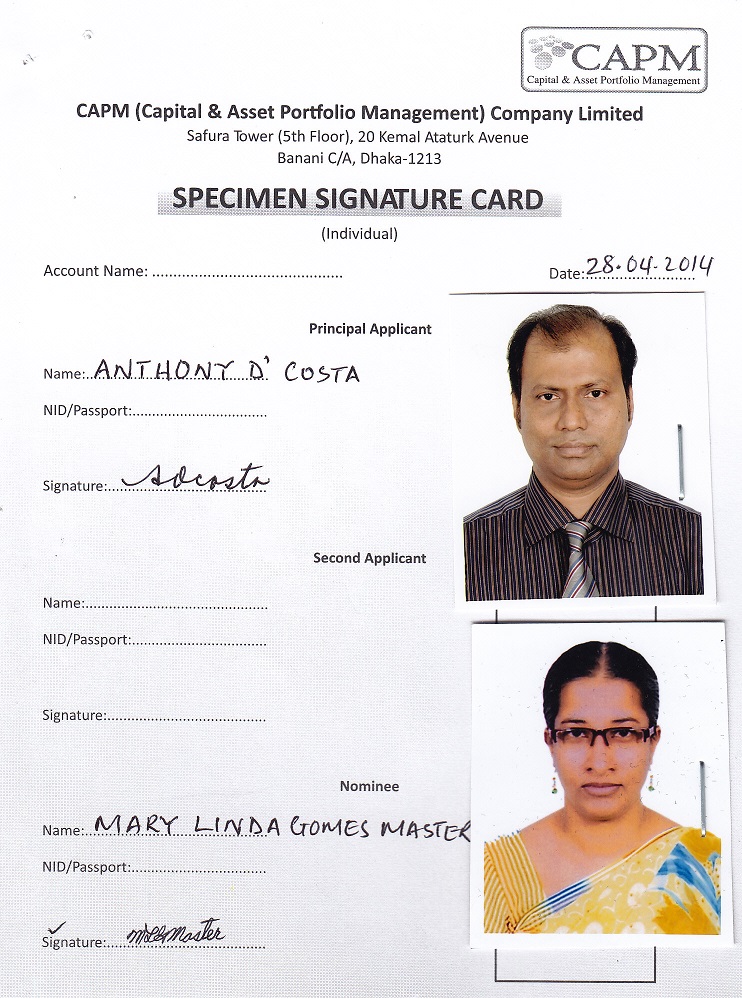 CAPM
Capital & Asset Portfolio Management
CAPM (Capital & Asset Portfolio Management) Company Limited
Safura Tower (5th Floor), 20 Kemal Ataturk Avenue
Banani C/A, Dhaka-1213
SPECIMEN SIGNATURE CARD
(Individual)
Account Name: ............................................
Date:28.04.2014
Principal Applicant
Name:ANTHONY D' COSTA
NID/Passport:................................
Signature:Adcosta
Second Applicant
Name:...........................................
NID/Passport:................................
Signature:.....................................
Nominee
Name: MARY LINDA GOMES MASTER
NID/Passport:................................
✓
Signature:MLGMaster